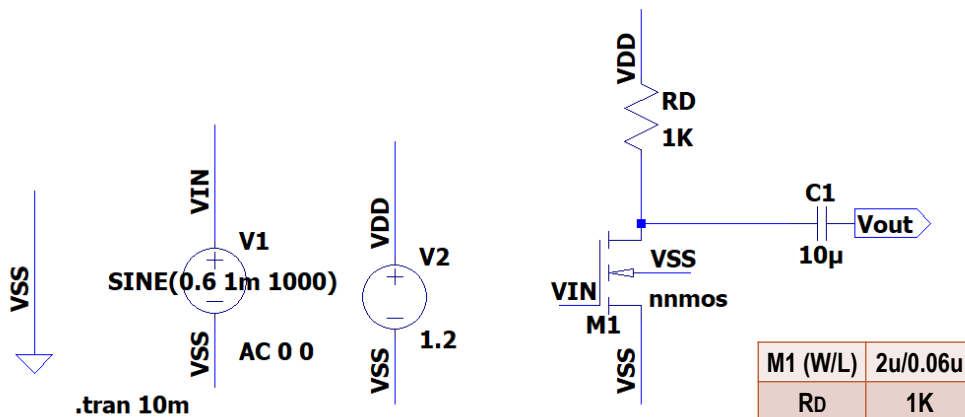 VDD
RD
1K
VIN
V1
SINE(0.6 1m 1000)
VSS
AC 0 0
VDD
V2
1.2
VSS
VSS
.tran 10m
C1
10µ
Vout
VSS
nnmos
VIN
M1
VSS
M1 (W/L) 2u/0.06u
RD 1K